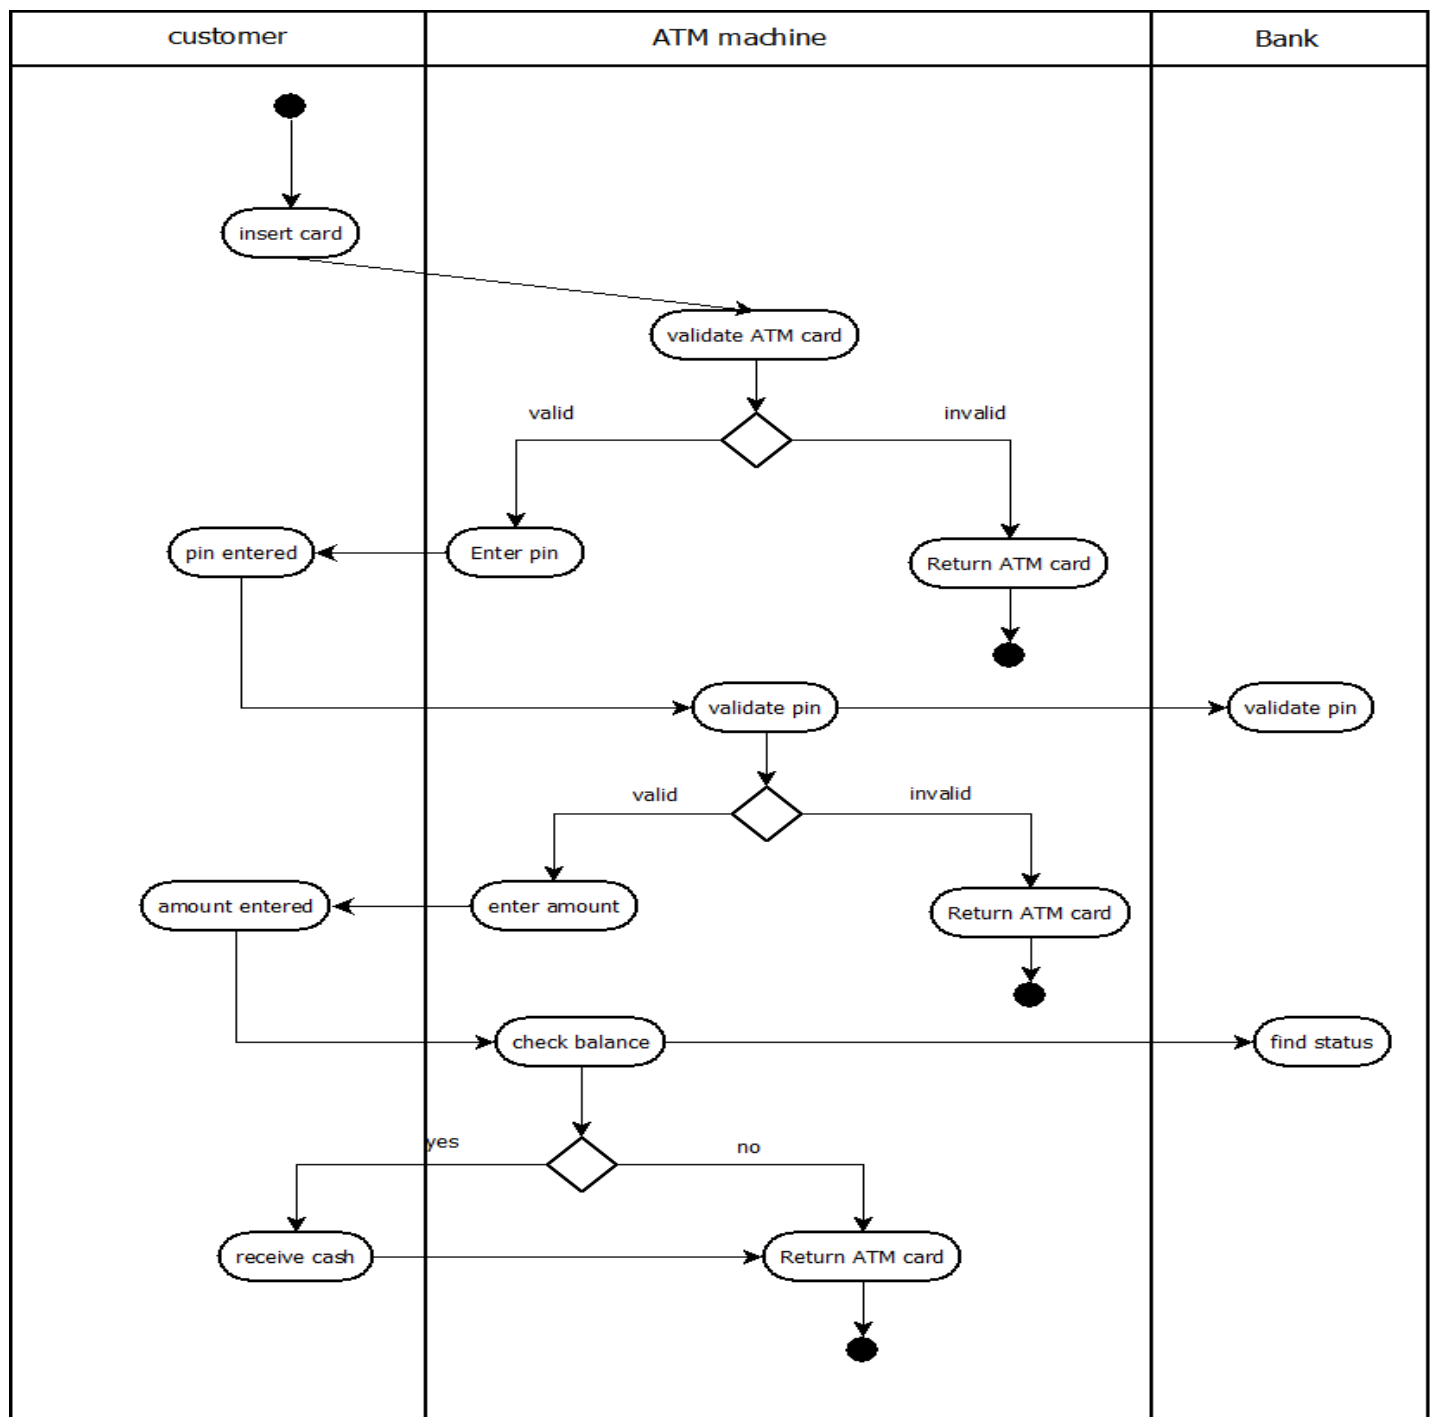 customer
ATM machine
Bank
insert card
validate ATM card
valid
invalid
pin entered
Enter pin
Return ATM card
validate pin
validate pin
valid
invalid
amount entered
enter amount
Return ATM card
check balance
find status
yes
no
receive cash
Return ATM card